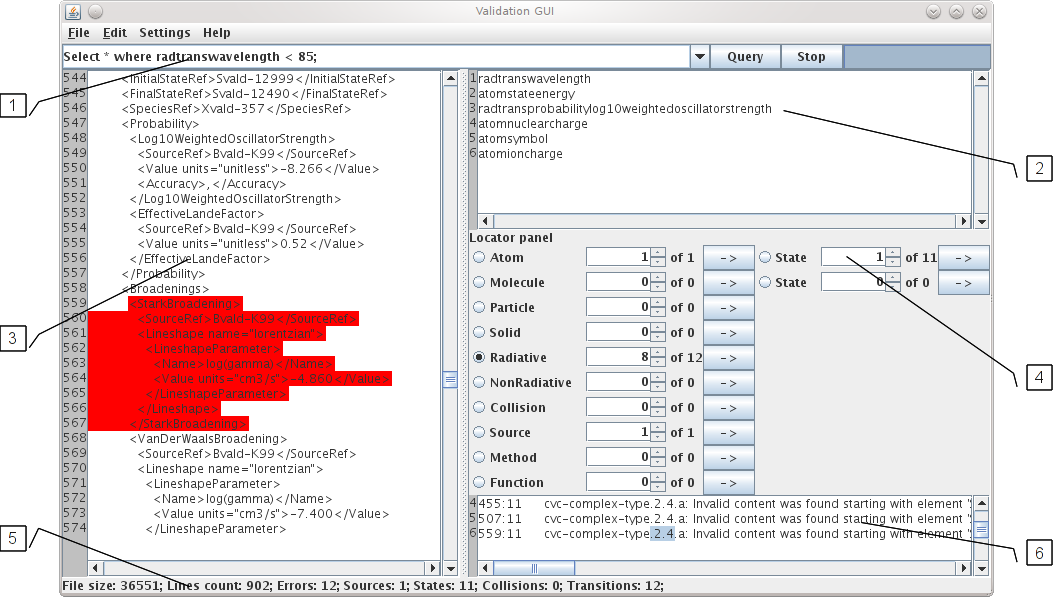 Validation GUI
File Edit Settings Help
Select * where radtranswavelength < 85;
Query Stop
544 <InitialStateRef>Svald-12999</InitialStateRef>
545 <FinalStateRef>Svald-12490</FinalStateRef>
546 <SpeciesRef>Xvald-357</SpeciesRef>
547 <Probability>
548 <Log10WeightedOscillatorStrength>
549 <SourceRef>Bvald-K99</SourceRef>
550 <Value units="unitless">-8.266</Value>
551 <Accuracy>,</Accuracy>
552 </Log10WeightedOscillatorStrength>
553 <EffectiveLandeFactor>
554 <SourceRef>Bvald-K99</SourceRef>
555 <Value units="unitless">0.52</Value>
556 </EffectiveLandeFactor>
557 </Probability>
558 <Broadenings>
559 <StarkBroadening>
560 <SourceRef>Bvald-K99</SourceRef>
561 <Lineshape name="lorentzian">
562 <LineshapeParameter>
563 <Name>log(gamma)</Name>
564 <Value units="cm3/s">-4.860</Value>
565 </LineshapeParameter>
566 </Lineshape>
567 </StarkBroadening>
568 <VanDerWaalsBroadening>
569 <SourceRef>Bvald-K99</SourceRef>
570 <Lineshape name="lorentzian">
571 <LineshapeParameter>
572 <Name>log(gamma)</Name>
573 <Value units="cm3/s">-7.400</Value>
574 </LineshapeParameter>
1 radtranswavelength
2 atomstateenergy
3 radtransprobabilitylog10weightedoscillatorstrength
4 atomnuclearcharge
5 atomsymbol
6 atomioncharge
Locator panel
Atom 1 of 1 -> State 1 of 11 ->
Molecule 0 of 0 -> State 0 of 0 ->
Particle 0 of 0 ->
Solid 0 of 0 ->
Radiative 8 of 12 ->
NonRadiative 0 of 0 ->
Collision 0 of 0 ->
Source 1 of 1 ->
Method 0 of 0 ->
Function 0 of 0 ->
4 455:11 cvc-complex-type.2.4.a: Invalid content was found starting with element '
5 507:11 cvc-complex-type.2.4.a: Invalid content was found starting with element '
6 559:11 cvc-complex-type.2.4.a: Invalid content was found starting with element '
File size: 36551; Lines count: 902; Errors: 12; Sources: 1; States: 11; Collisions: 0; Transitions: 12;
1
2
3
4
5
6